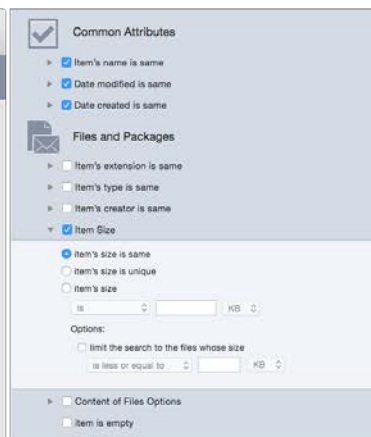 Common Attributes
Item's name is same
Date modified is same
Date created is same
Files and Packages
Item's extension is same
Item's type is same
Item's creator is same
Item Size
item's size is same
item's size is unique
item's size
is KB
Options:
limit the search to the files whose size
is less or equal to KB
Content of Files Options
item is empty